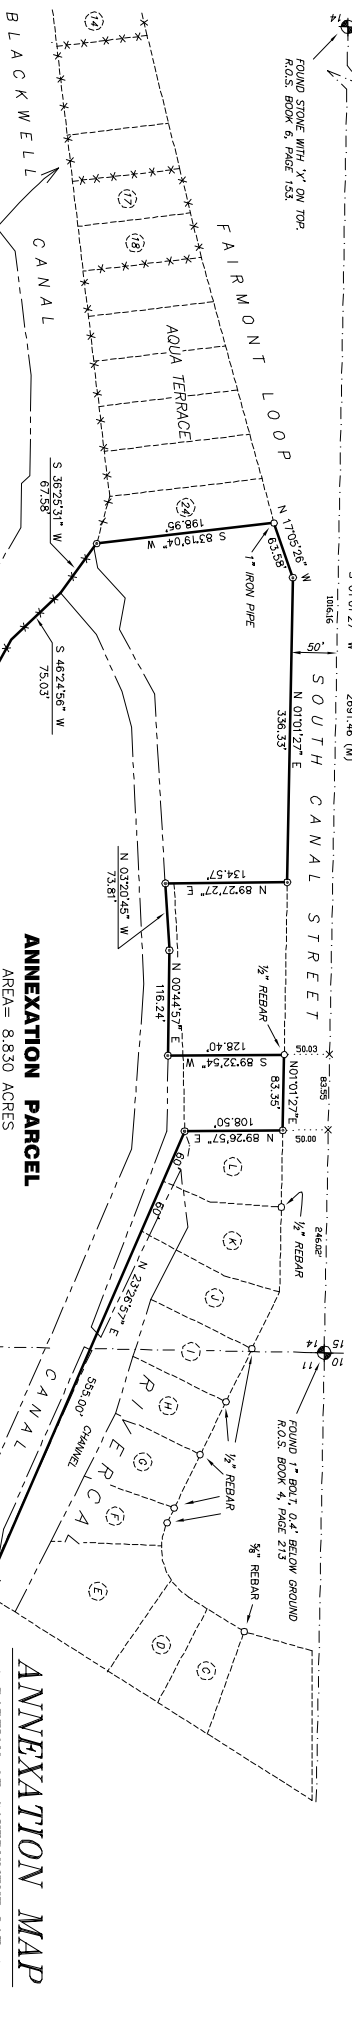 14
FOUND STONE WITH 'X' ON TOP.
R.O.S. BOOK 6, PAGE 153.
(14)
(17)
(18)
(24)
BLACKWELL CANAL
FAIRMONT LOOP
AQUA TERRACE
2691.46 (M)
1016.16
50'
SOUTH CANAL STREET
N 17°05'26" W
63.58'
1" IRON PIPE
S 83°19'04" W
198.95'
S 36°25'31" W
67.58'
S 46°24'56" W
75.03'
N 01°01'27" E
336.33'
N 89°27'27" E
134.57'
N 03°20'45" W
73.81'
N 00°44'57" E
116.24'
½" REBAR
S 89°32'54" W
128.40'
50.03
83.55
N01°01'27"E
83.35'
50.00
N 89°26'57" E
108.50'
246.02'
½" REBAR
15
14
10
11
FOUND 1" BOLT, 0.4' BELOW GROUND
R.O.S. BOOK 4, PAGE 213
60'
60'
N 23°26'57" E
555.00'
CHANNEL
CANAL
RIVER CAL
½" REBAR
⅝" REBAR
L
K
J
I
H
G
F
E
D
C
ANNEXATION PARCEL
AREA= 8.830 ACRES
ANNEXATION MAP